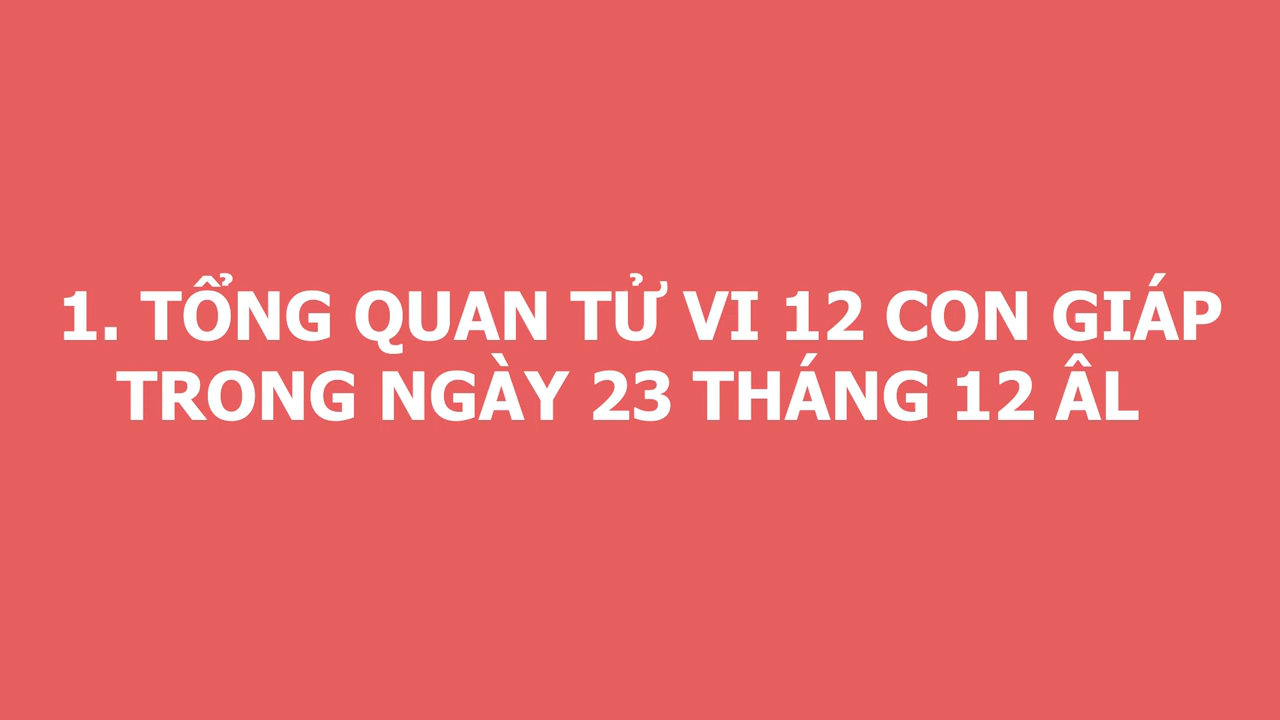 1. TỔNG QUAN TỬ VI 12 CON GIÁP
TRONG NGÀY 23 THÁNG 12 ÂL